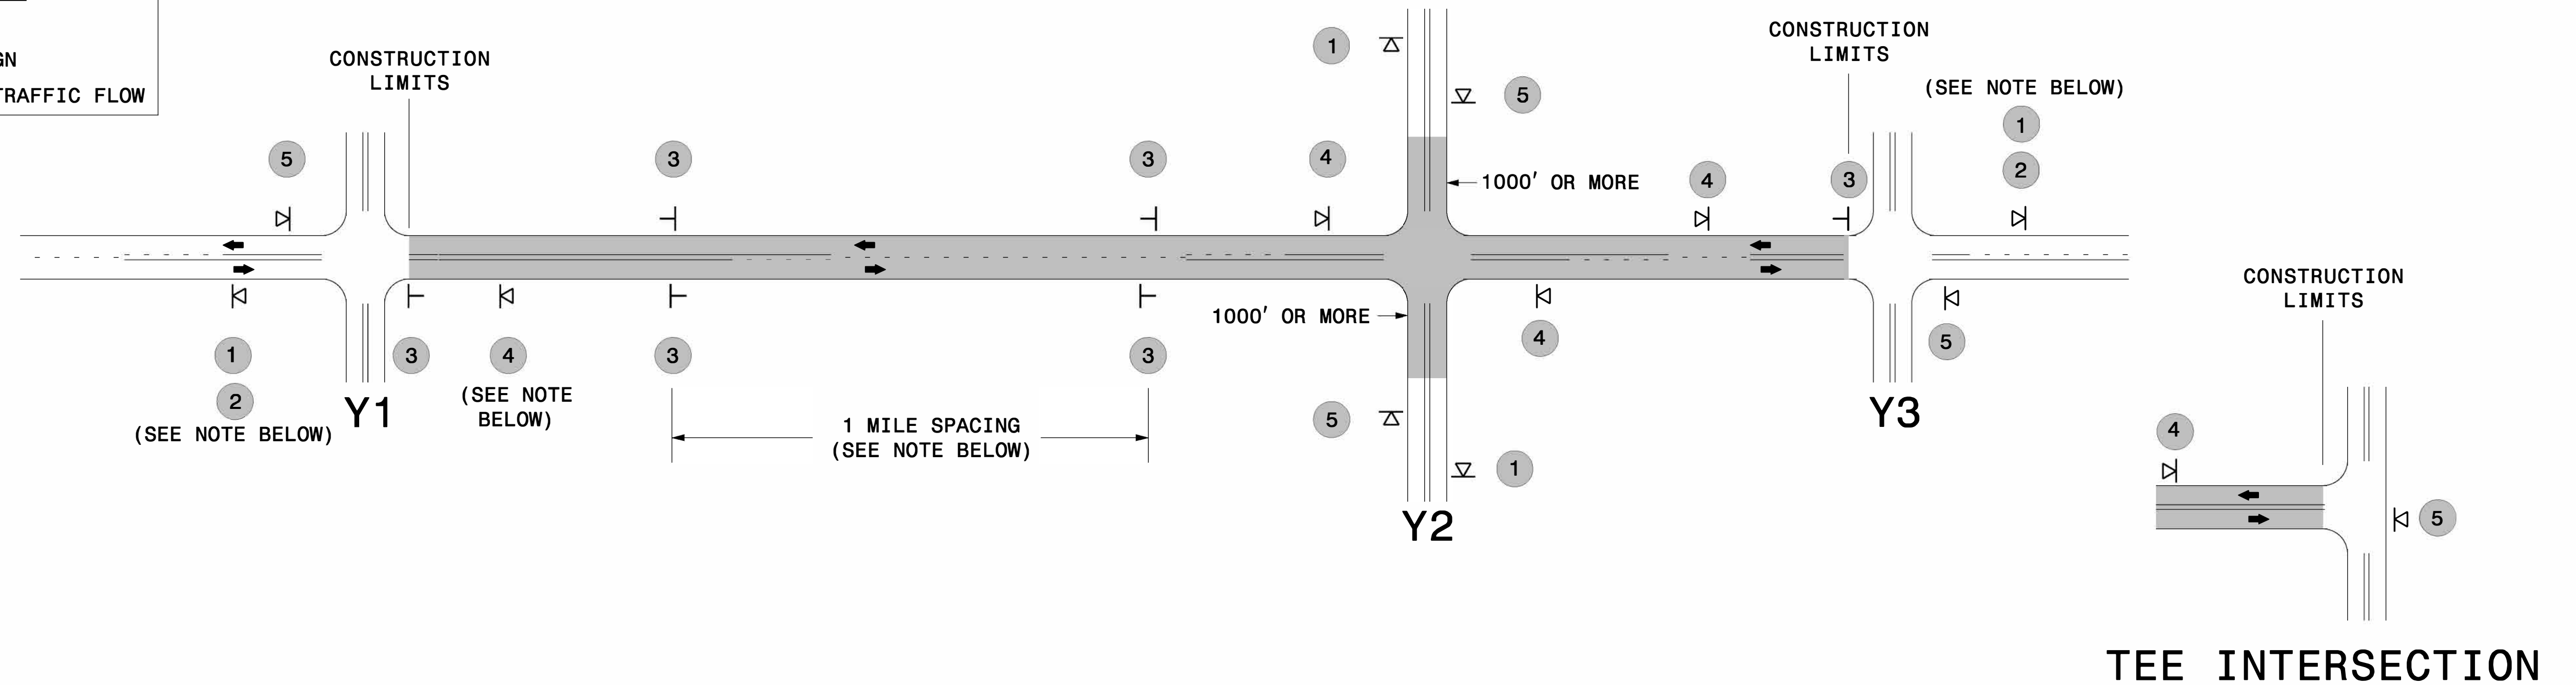 GN
TRAFFIC FLOW
CONSTRUCTION
LIMITS
CONSTRUCTION
LIMITS
(SEE NOTE BELOW)
1
5
1
2
5
3
3
4
4
3
1000' OR MORE
1000' OR MORE
1
2
(SEE NOTE BELOW)
Y1
3
4
(SEE NOTE
BELOW)
3
3
1 MILE SPACING
(SEE NOTE BELOW)
4
5
5
1
Y2
Y3
CONSTRUCTION
LIMITS
4
5
TEE INTERSECTION